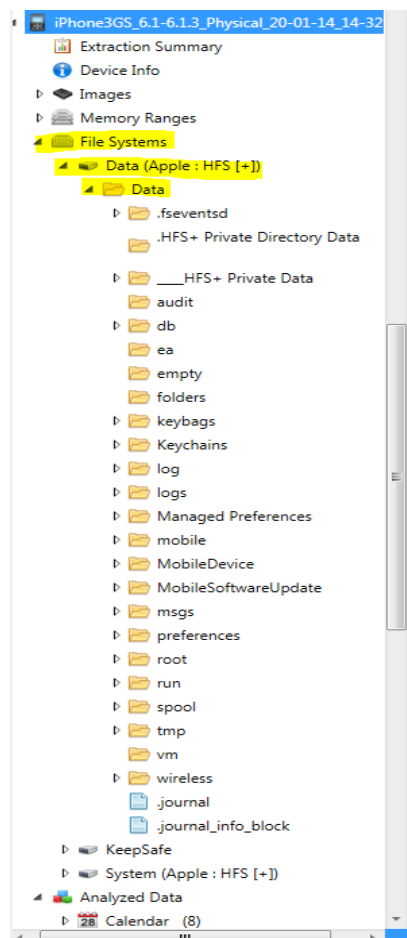 iPhone3GS_6.1-6.1.3_Physical_20-01-14_14-32
Extraction Summary
Device Info
Images
Memory Ranges
File Systems
Data (Apple : HFS [+])
Data
.fseventsd
.HFS+ Private Directory Data
____HFS+ Private Data
audit
db
ea
empty
folders
keybags
Keychains
log
logs
Managed Preferences
mobile
MobileDevice
MobileSoftwareUpdate
msgs
preferences
root
run
spool
tmp
vm
wireless
.journal
.journal_info_block
KeepSafe
System (Apple : HFS [+])
Analyzed Data
28 Calendar (8)